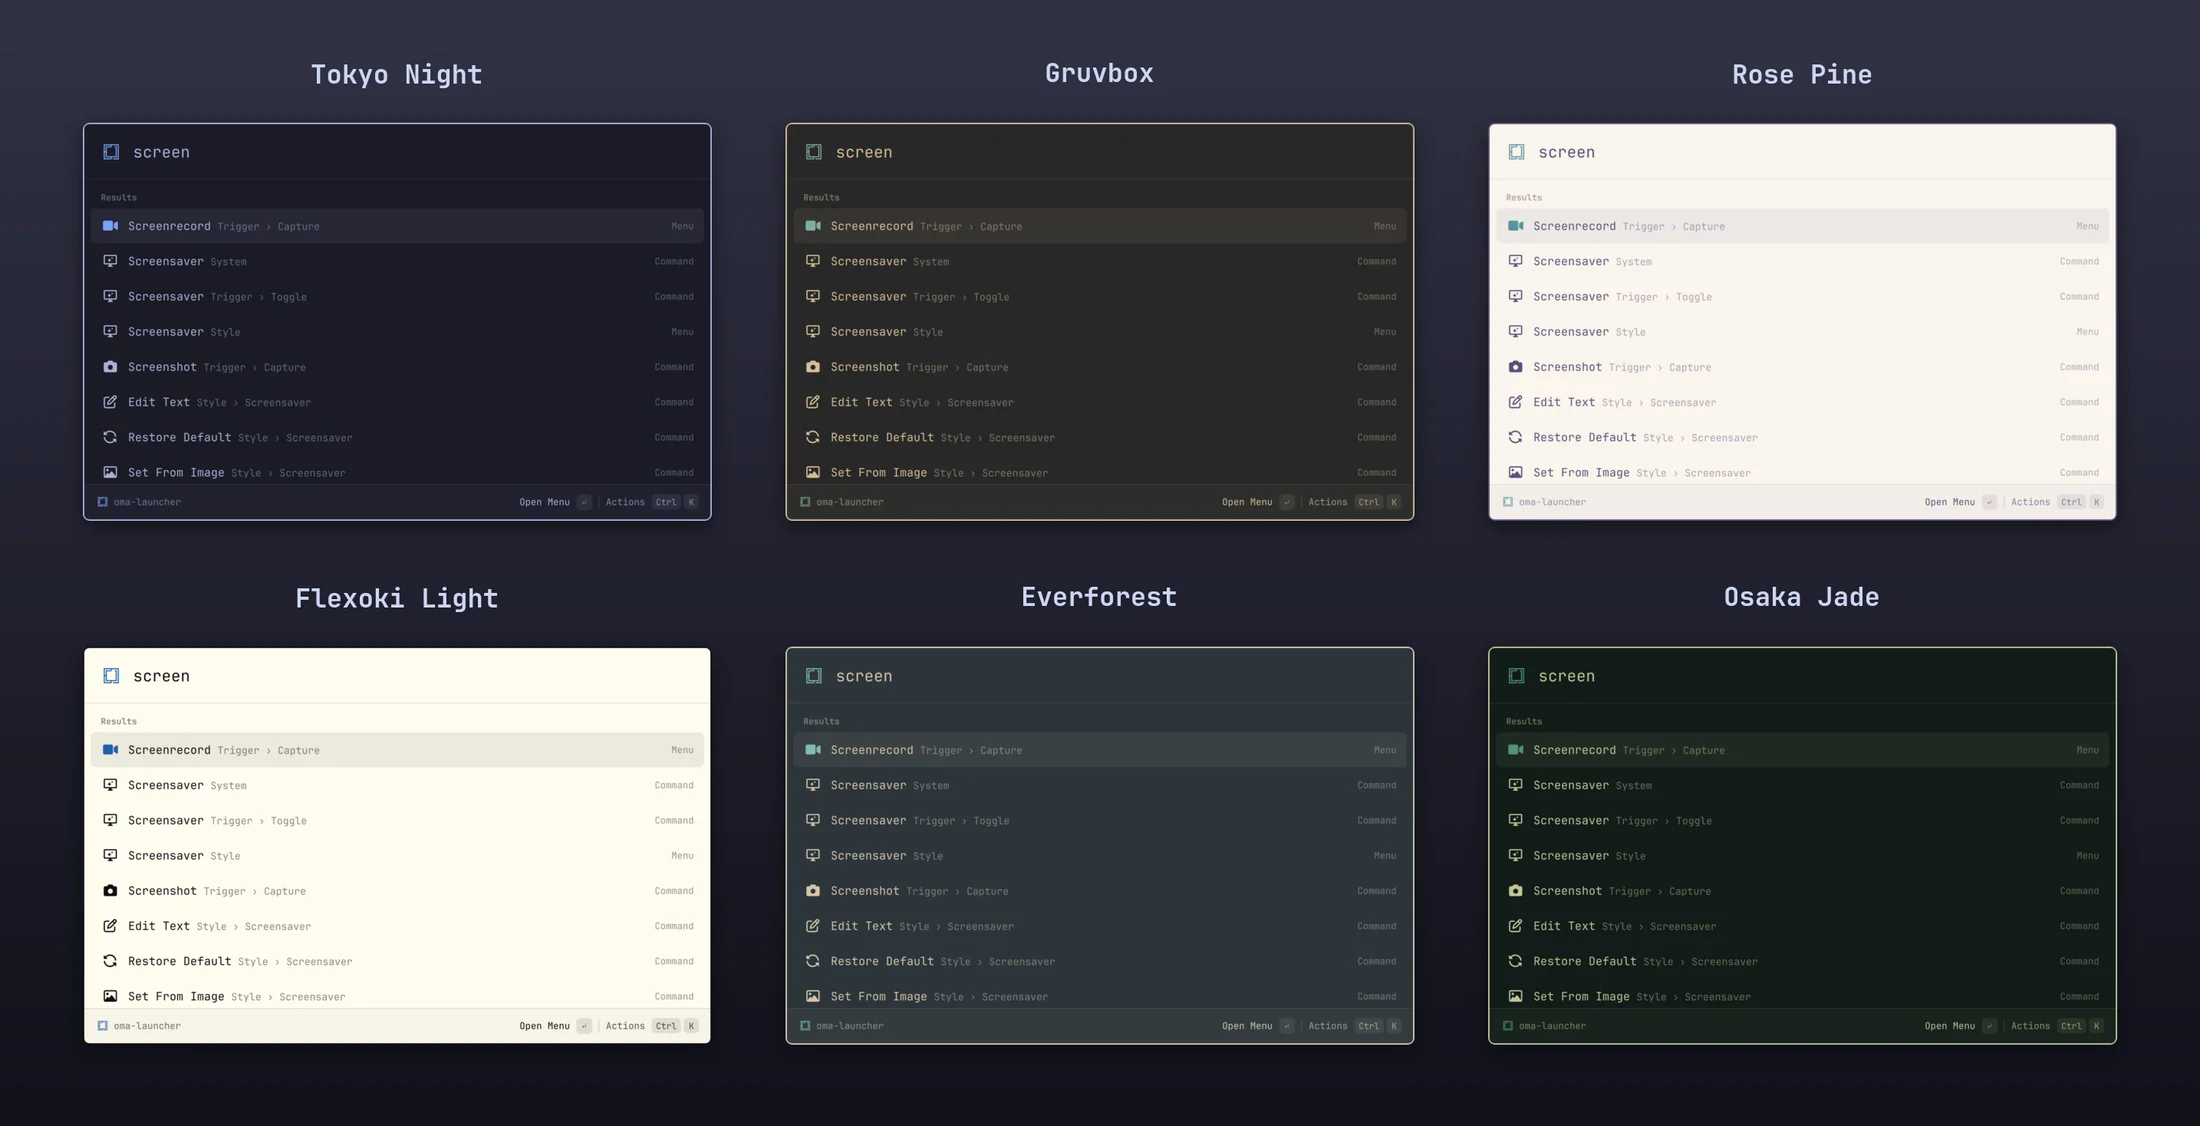 Tokyo Night
screen
Results
Screenrecord Trigger › Capture Menu
Screensaver System Command
Screensaver Trigger › Toggle Command
Screensaver Style Menu
Screenshot Trigger › Capture Command
Edit Text Style › Screensaver Command
Restore Default Style › Screensaver Command
Set From Image Style › Screensaver Command
oma-launcher Open Menu ↵ Actions Ctrl K
Gruvbox
screen
Results
Screenrecord Trigger › Capture Menu
Screensaver System Command
Screensaver Trigger › Toggle Command
Screensaver Style Menu
Screenshot Trigger › Capture Command
Edit Text Style › Screensaver Command
Restore Default Style › Screensaver Command
Set From Image Style › Screensaver Command
oma-launcher Open Menu ↵ Actions Ctrl K
Rose Pine
screen
Results
Screenrecord Trigger › Capture Menu
Screensaver System Command
Screensaver Trigger › Toggle Command
Screensaver Style Menu
Screenshot Trigger › Capture Command
Edit Text Style › Screensaver Command
Restore Default Style › Screensaver Command
Set From Image Style › Screensaver Command
oma-launcher Open Menu ↵ Actions Ctrl K
Flexoki Light
screen
Results
Screenrecord Trigger › Capture Menu
Screensaver System Command
Screensaver Trigger › Toggle Command
Screensaver Style Menu
Screenshot Trigger › Capture Command
Edit Text Style › Screensaver Command
Restore Default Style › Screensaver Command
Set From Image Style › Screensaver Command
oma-launcher Open Menu ↵ Actions Ctrl K
Everforest
screen
Results
Screenrecord Trigger › Capture Menu
Screensaver System Command
Screensaver Trigger › Toggle Command
Screensaver Style Menu
Screenshot Trigger › Capture Command
Edit Text Style › Screensaver Command
Restore Default Style › Screensaver Command
Set From Image Style › Screensaver Command
oma-launcher Open Menu ↵ Actions Ctrl K
Osaka Jade
screen
Results
Screenrecord Trigger › Capture Menu
Screensaver System Command
Screensaver Trigger › Toggle Command
Screensaver Style Menu
Screenshot Trigger › Capture Command
Edit Text Style › Screensaver Command
Restore Default Style › Screensaver Command
Set From Image Style › Screensaver Command
oma-launcher Open Menu ↵ Actions Ctrl K